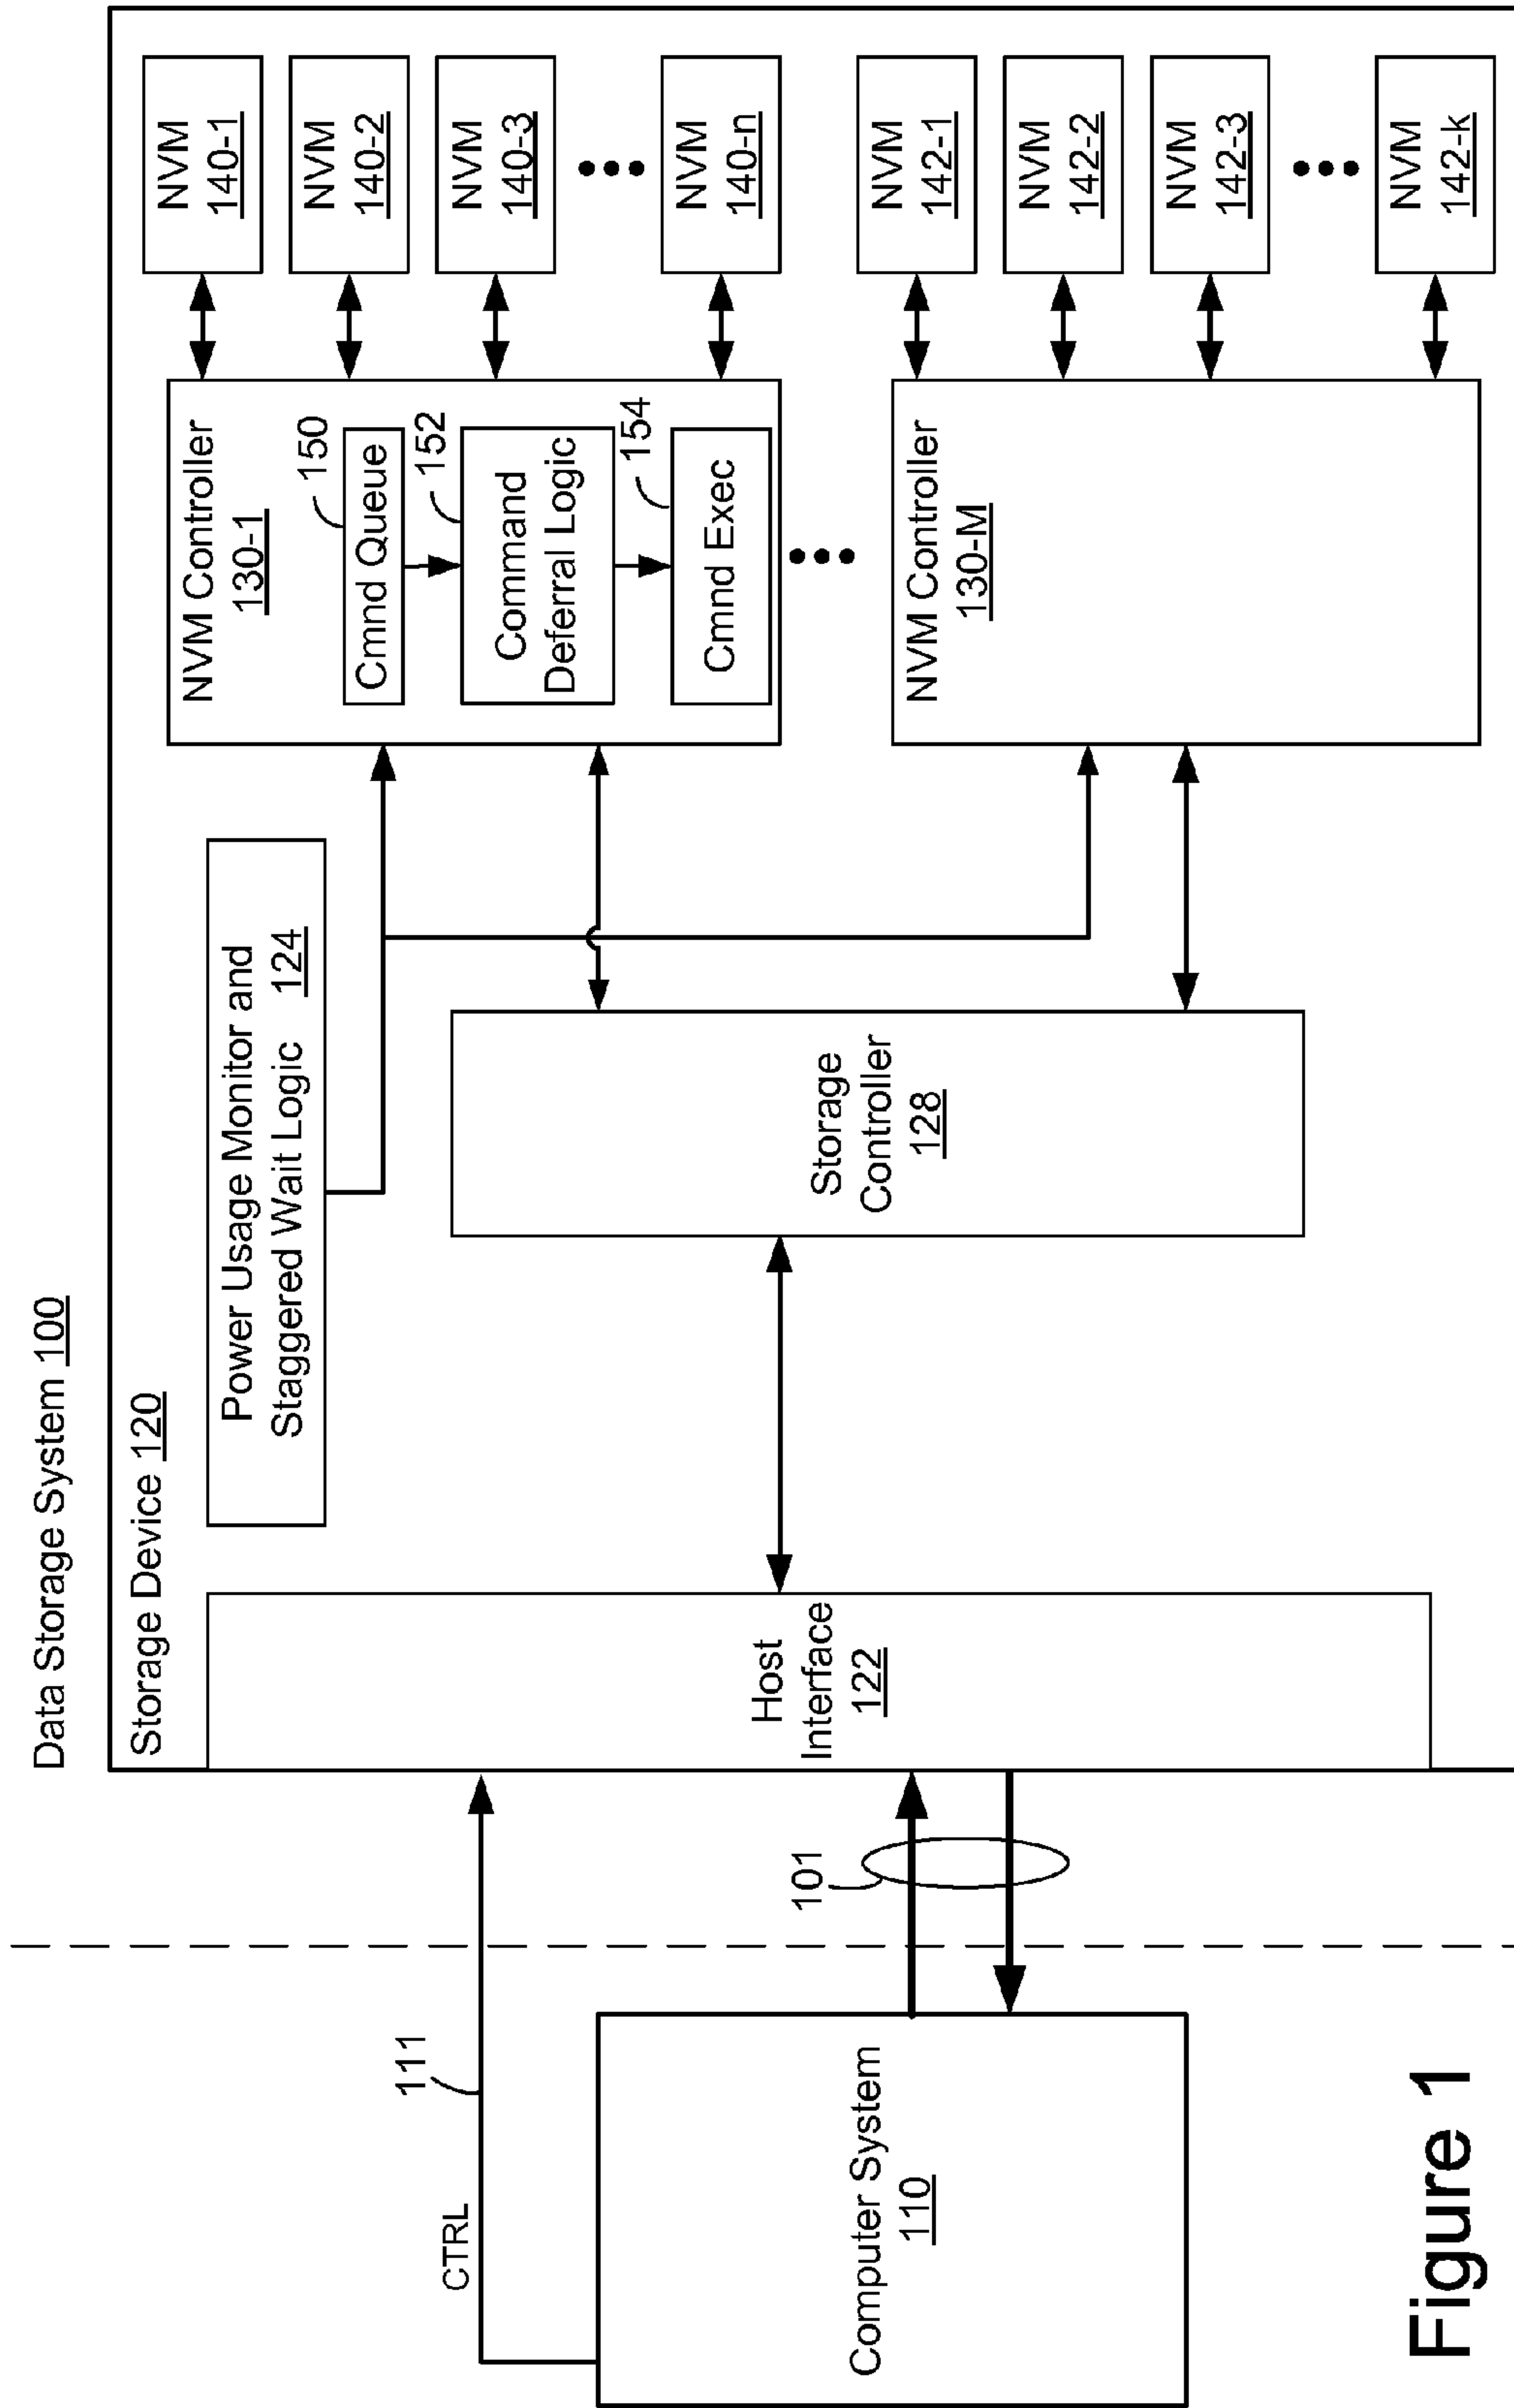 Data Storage System 100
Storage Device 120
Computer System
110
CTRL
111
101
Host
Interface
122
Power Usage Monitor and
Staggered Wait Logic 124
Storage
Controller
128
NVM Controller
130-1
Cmnd Queue
150
Command
Deferral Logic
152
Cmnd Exec
154
NVM Controller
130-M
NVM
140-1
NVM
140-2
NVM
140-3
NVM
140-n
NVM
142-1
NVM
142-2
NVM
142-3
NVM
142-k
Figure 1